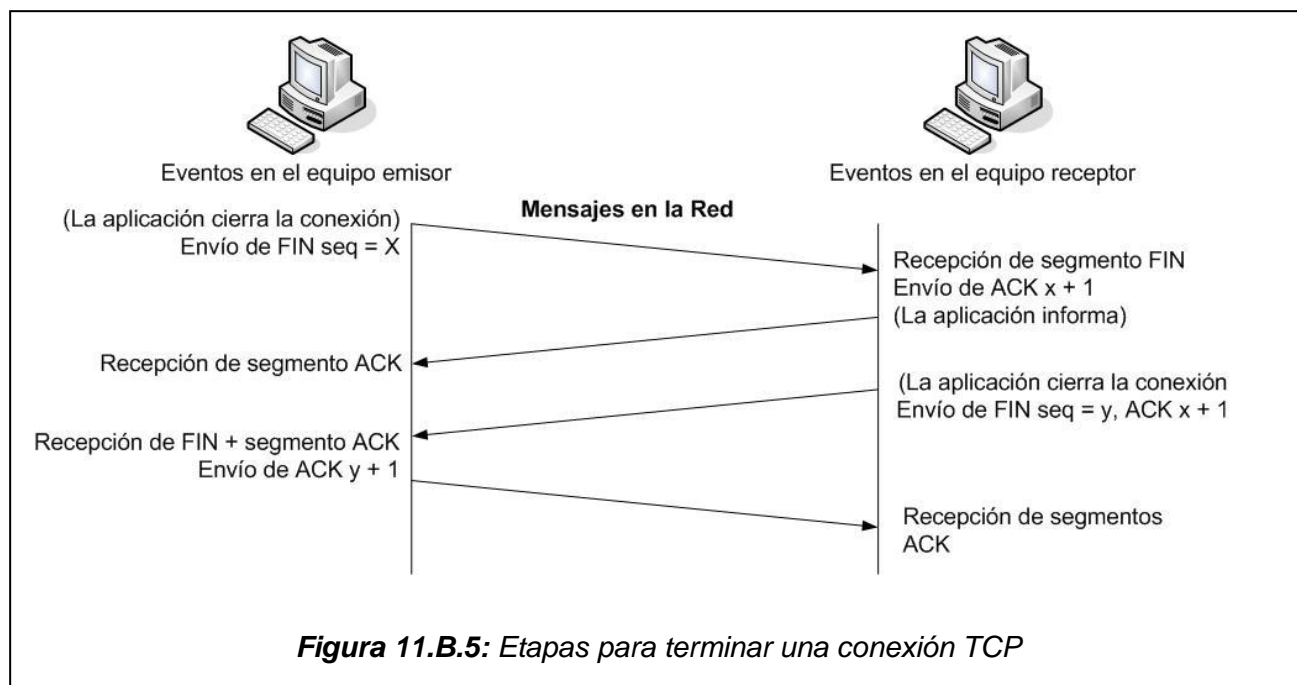 Eventos en el equipo emisor
Eventos en el equipo receptor
Mensajes en la Red
(La aplicación cierra la conexión)
Envío de FIN seq = X
Recepción de segmento FIN
Envío de ACK x + 1
(La aplicación informa)
Recepción de segmento ACK
(La aplicación cierra la conexión
Envío de FIN seq = y, ACK x + 1
Recepción de FIN + segmento ACK
Envío de ACK y + 1
Recepción de segmentos
ACK
Figura 11.B.5: Etapas para terminar una conexión TCP